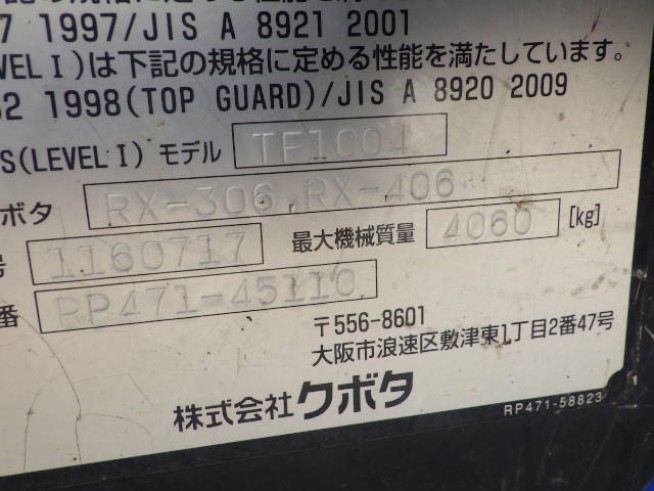 7 1997/JIS A 8921 2001
VEL I)は下記の規格に定める性能を満たしています。
1998(TOP GUARD)/JIS A 8920 2009
S(LEVEL I) モデル TF1004
ボタ RX-306,RX-406
号 1160717 最大機械質量 4060 [kg]
番 RP471-45110
〒556-8601
大阪市浪速区敷津東1丁目2番47号
株式会社クボタ
RP471-58823